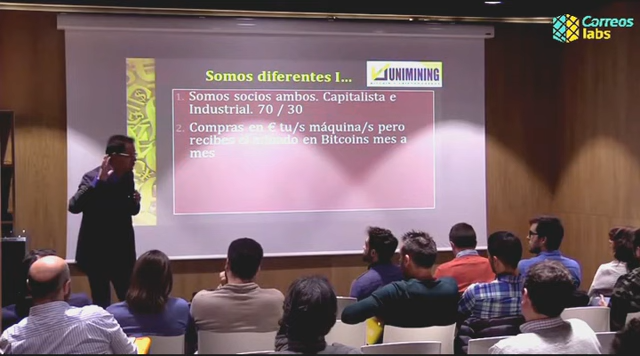 Correos
labs
Somos diferentes I...
UNIMINING
1. Somos socios ambos. Capitalista e
Industrial. 70 / 30
2. Compras en € tu/s máquina/s pero
recibes en Bitcoins mes a
mes